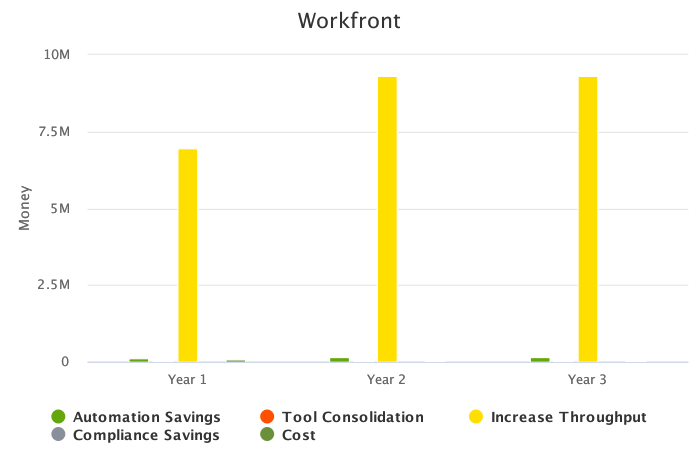 Workfront
10M
7.5M
5M
2.5M
0
Money
Year 1
Year 2
Year 3
Automation Savings
Tool Consolidation
Increase Throughput
Compliance Savings
Cost